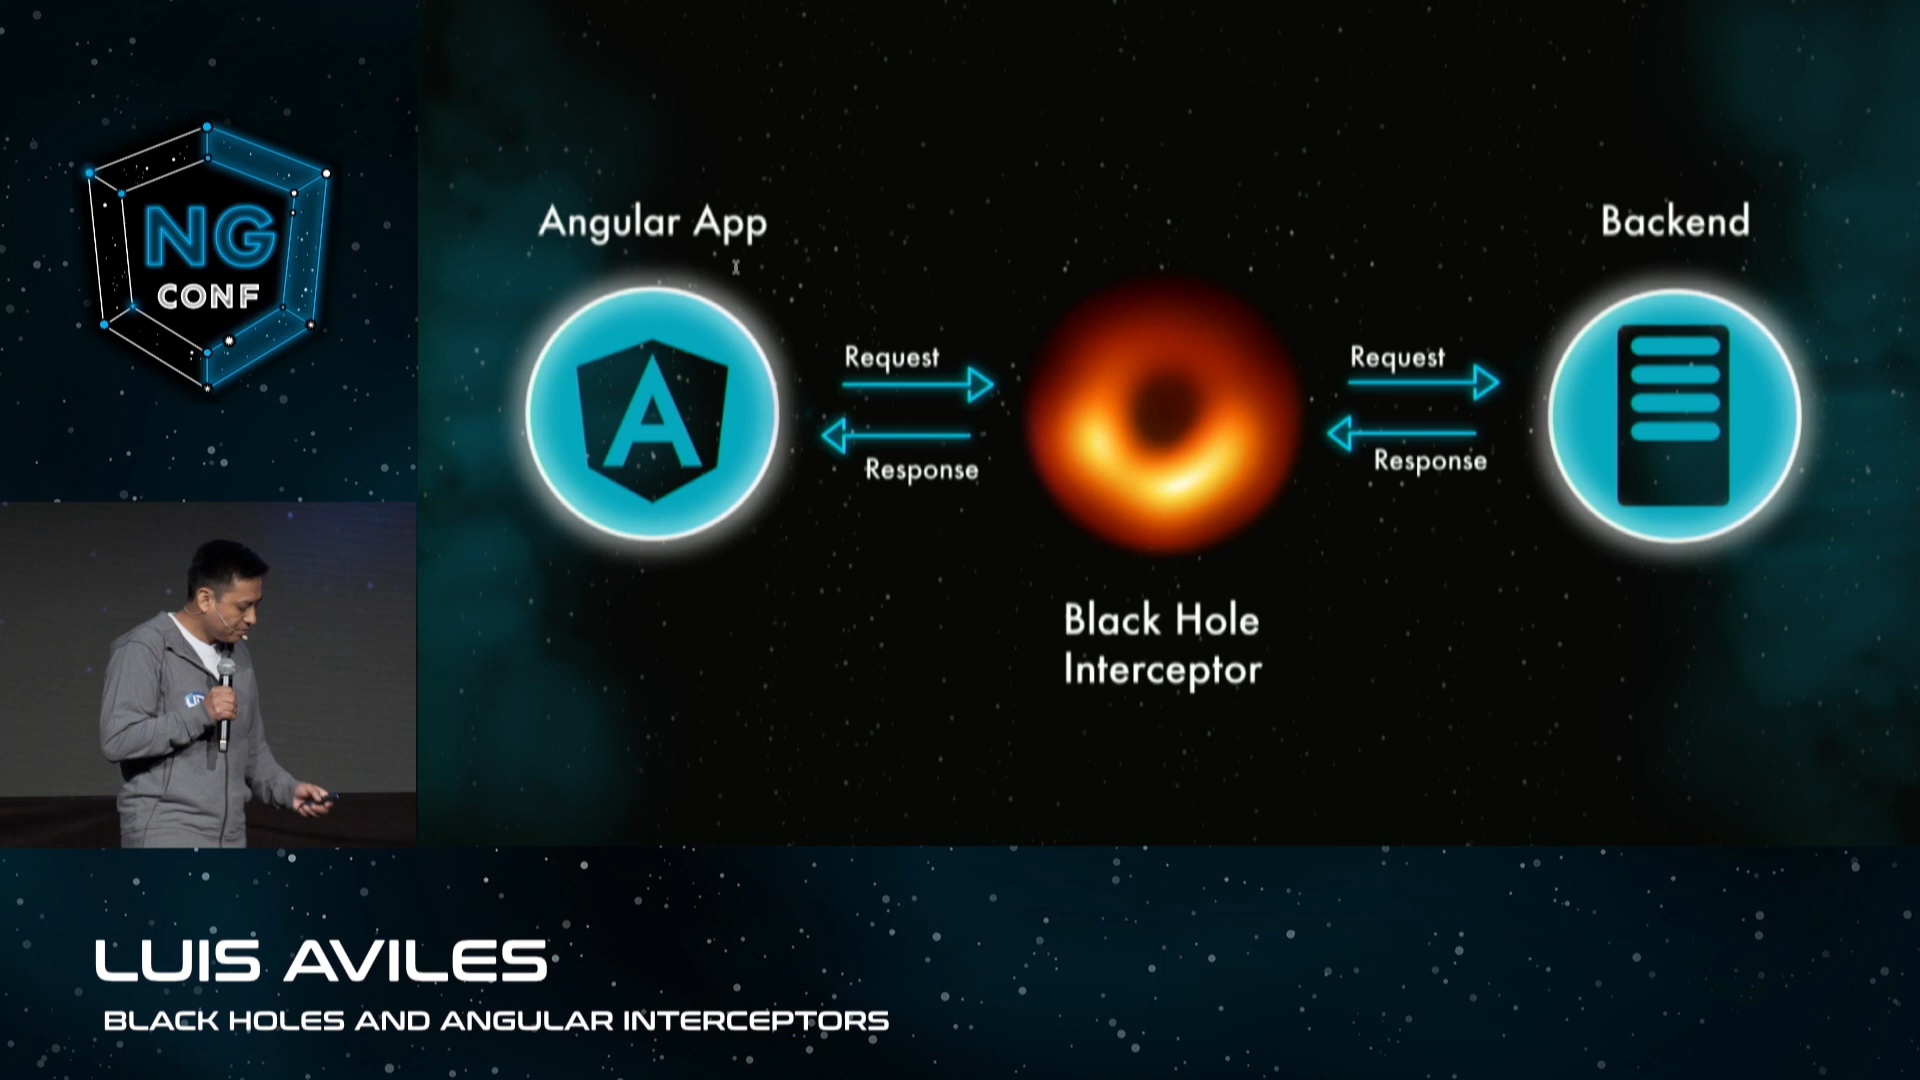 NG
CONF
Angular App
Backend
Request
Response
Request
Response
Black Hole
Interceptor
LUIS AVILES
BLACK HOLES AND ANGULAR INTERCEPTORS